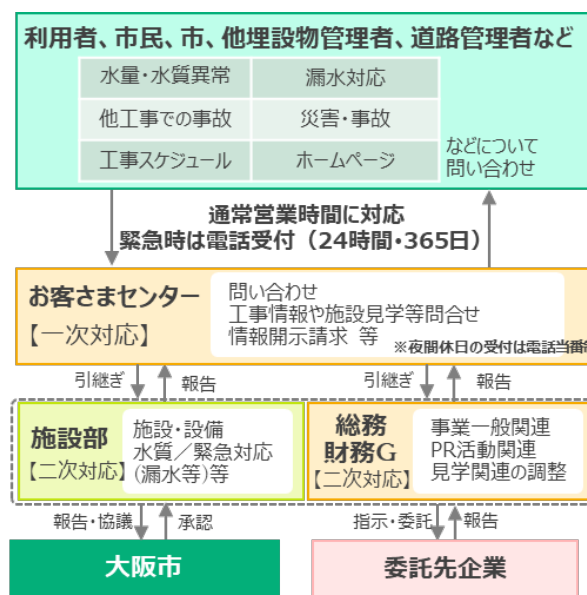 利用者、市民、市、他埋設物管理者、道路管理者など
水量・水質異常
漏水対応
他工事での事故
災害・事故
工事スケジュール
ホームページ
などについて
問い合わせ
通常営業時間に対応
緊急時は電話受付（24時間・365日）
お客さまセンター
【一次対応】
問い合わせ
工事情報や施設見学等問合せ
情報開示請求 等
※夜間休日の受付は電話当番
引継ぎ
報告
引継ぎ
報告
施設部
【二次対応】
施設・設備
水質／緊急対応
(漏水等)等
総務
財務G
【二次対応】
事業一般関連
PR活動関連
見学関連の調整
報告・協議
承認
指示・委託
報告
大阪市
委託先企業